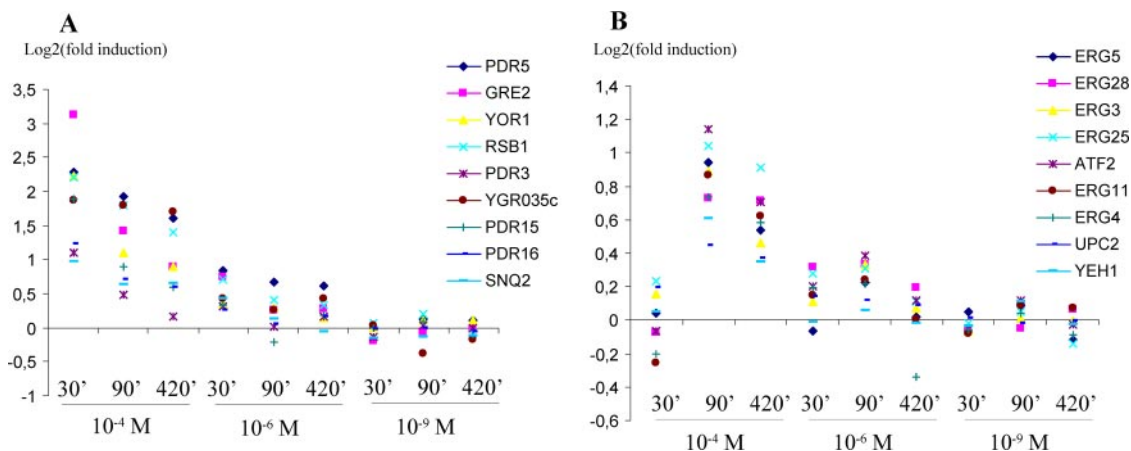 A
Log2(fold induction)
3,5
3
2,5
2
1,5
1
0,5
0
-0,5
-1
PDR5
GRE2
YOR1
RSB1
PDR3
YGR035c
PDR15
PDR16
SNQ2
30’ 90’ 420’ 30’ 90’ 420’ 30’ 90’ 420’
10-4 M 10-6 M 10-9 M
B
Log2(fold induction)
1,4
1,2
1
0,8
0,6
0,4
0,2
0
-0,2
-0,4
-0,6
ERG5
ERG28
ERG3
ERG25
ATF2
ERG11
ERG4
UPC2
YEH1
30’ 90’ 420’ 30’ 90’ 420’ 30’ 90’ 420’
10-4 M 10-6 M 10-9 M